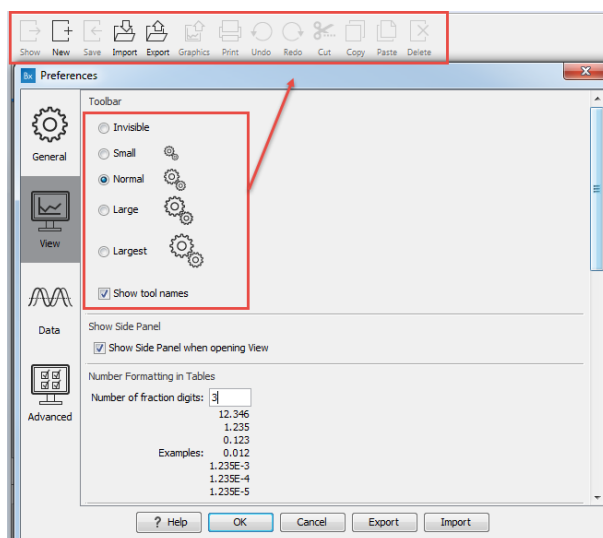 Show New Save Import Export Graphics Print Undo Redo Cut Copy Paste Delete
Bx Preferences
General
View
Data
Advanced
Toolbar
Invisible
Small
Normal
Large
Largest
Show tool names
Show Side Panel
Show Side Panel when opening View
Number Formatting in Tables
Number of fraction digits: 3
12.346
1.235
0.123
Examples: 0.012
1.235E-3
1.235E-4
1.235E-5
? Help OK Cancel Export Import